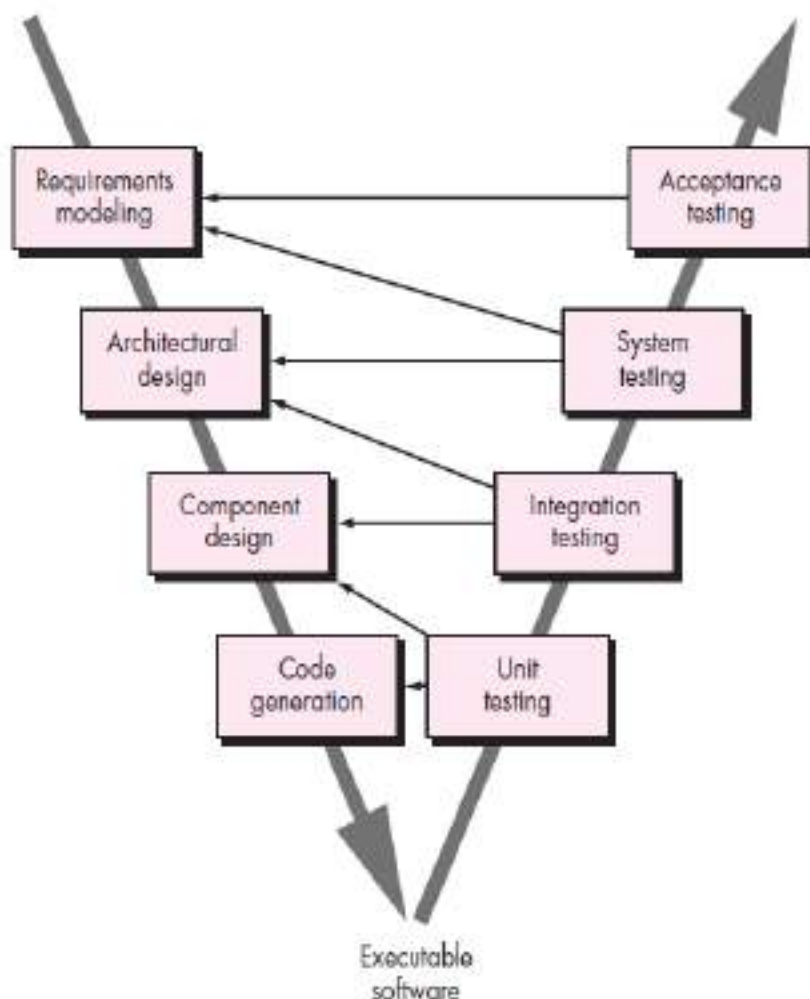 Requirements
modeling
Acceptance
testing
Architectural
design
System
testing
Component
design
Integration
testing
Code
generation
Unit
testing
Executable
software